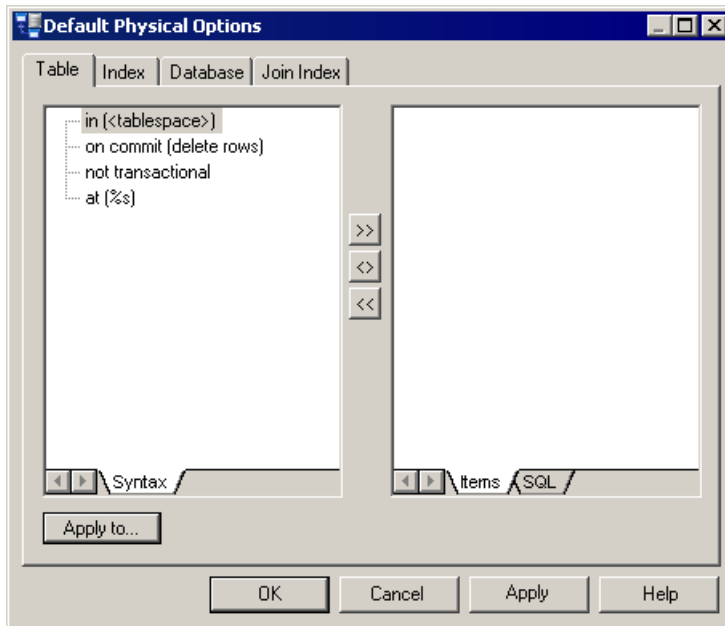 Default Physical Options
Table Index Database Join Index
in (<tablespace>)
on commit (delete rows)
not transactional
at (%s)
>>
<>
<<
Syntax
Items SQL
Apply to...
OK Cancel Apply Help